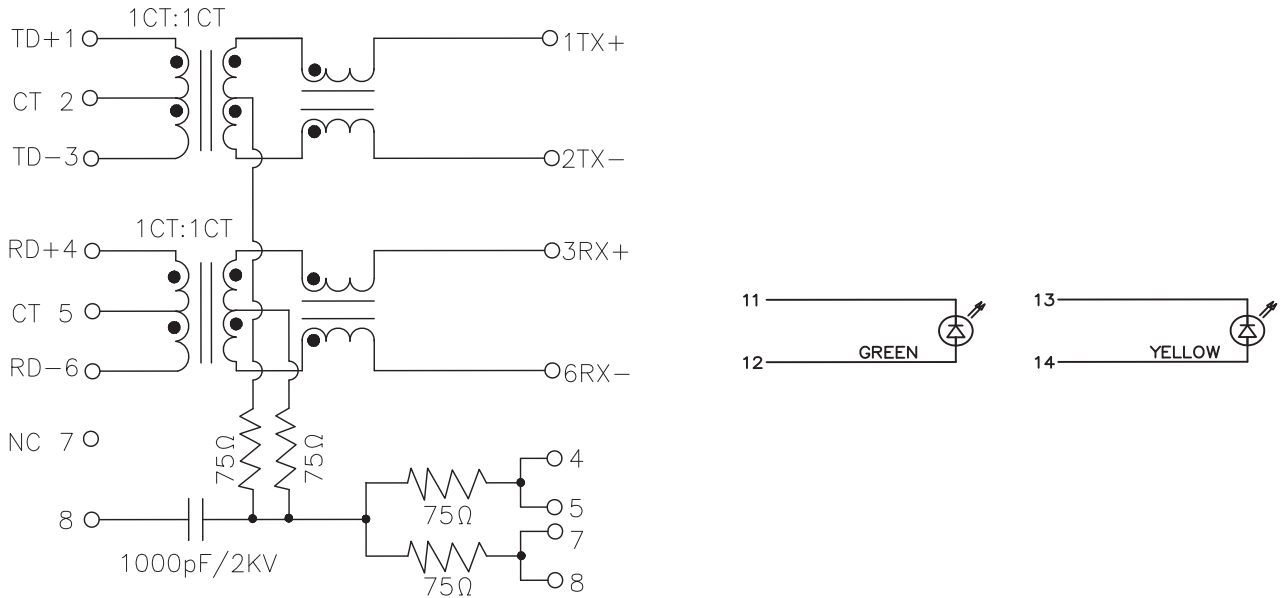 1CT:1CT
TD+1
1TX+
CT 2
TD-3
2TX-
1CT:1CT
RD+4
3RX+
CT 5
RD-6
6RX-
NC 7
75Ω
75Ω
4
75Ω
5
8
7
1000pF/2KV
75Ω
8
11
12
GREEN
13
14
YELLOW